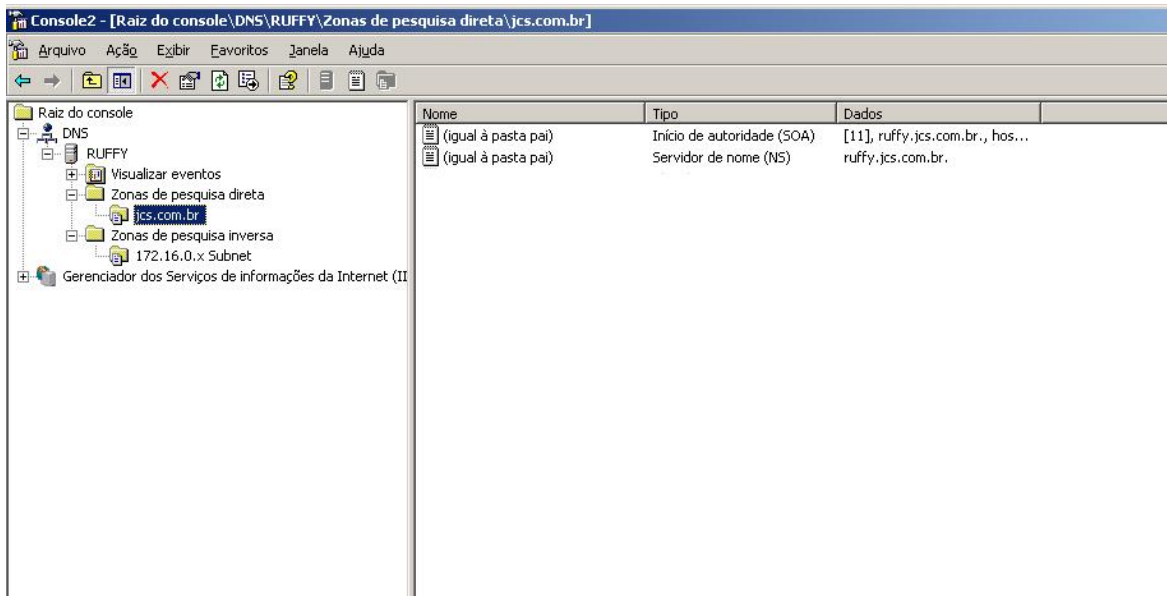 Console2 - [Raiz do console\DNS\RUFFY\Zonas de pesquisa direta\jcs.com.br]
Arquivo Ação Exibir Favoritos Janela Ajuda
Raiz do console
DNS
RUFFY
Visualizar eventos
Zonas de pesquisa direta
jcs.com.br
Zonas de pesquisa inversa
172.16.0.x Subnet
Gerenciador dos Serviços de informações da Internet (II
Nome Tipo Dados
(igual à pasta pai) Início de autoridade (SOA) [11], ruffy.jcs.com.br., hos...
(igual à pasta pai) Servidor de nome (NS) ruffy.jcs.com.br.